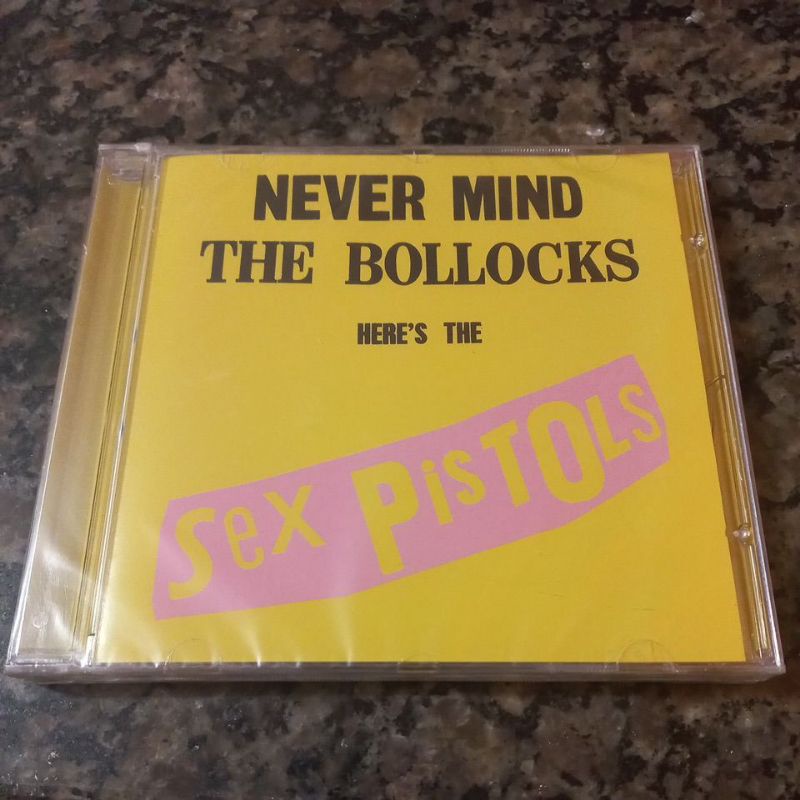 NEVER MIND
THE BOLLOCKS
HERE'S THE
Sex PiSTOLS